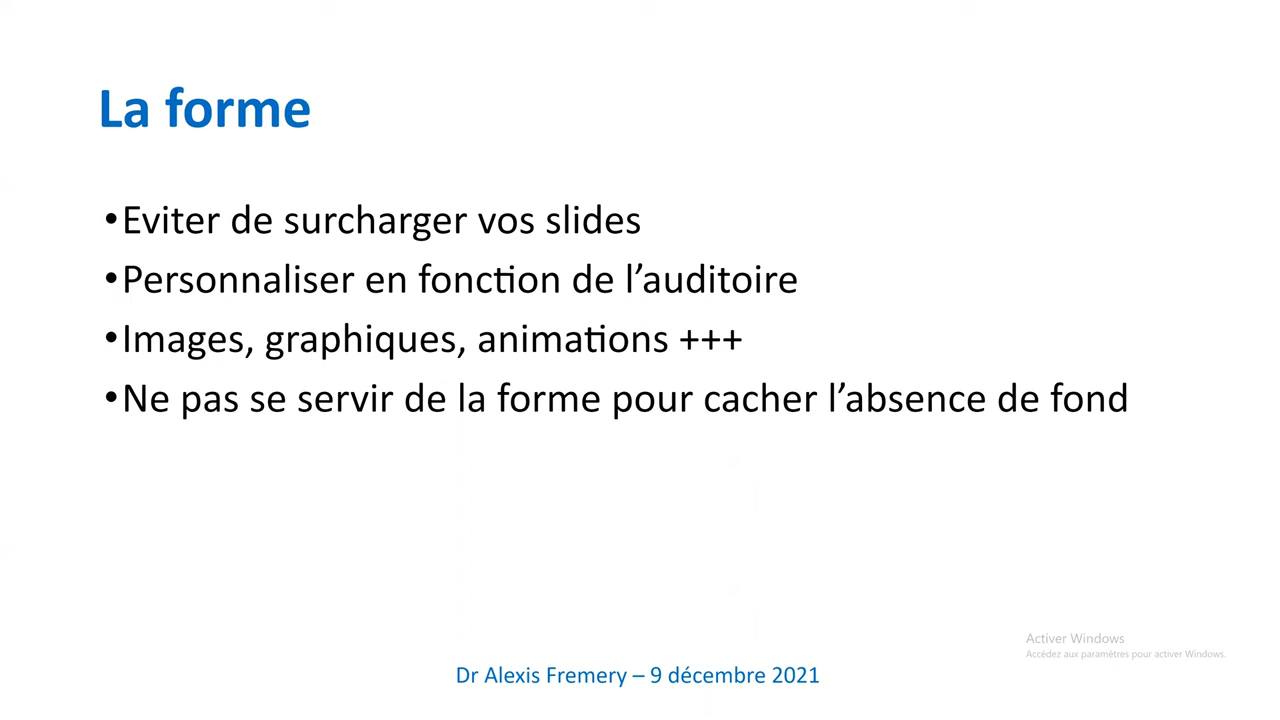 La forme
•Eviter de surcharger vos slides
•Personnaliser en fonction de l’auditoire
•Images, graphiques, animations +++
•Ne pas se servir de la forme pour cacher l’absence de fond
Activer Windows
Accédez aux paramètres pour activer Windows.
Dr Alexis Fremery – 9 décembre 2021